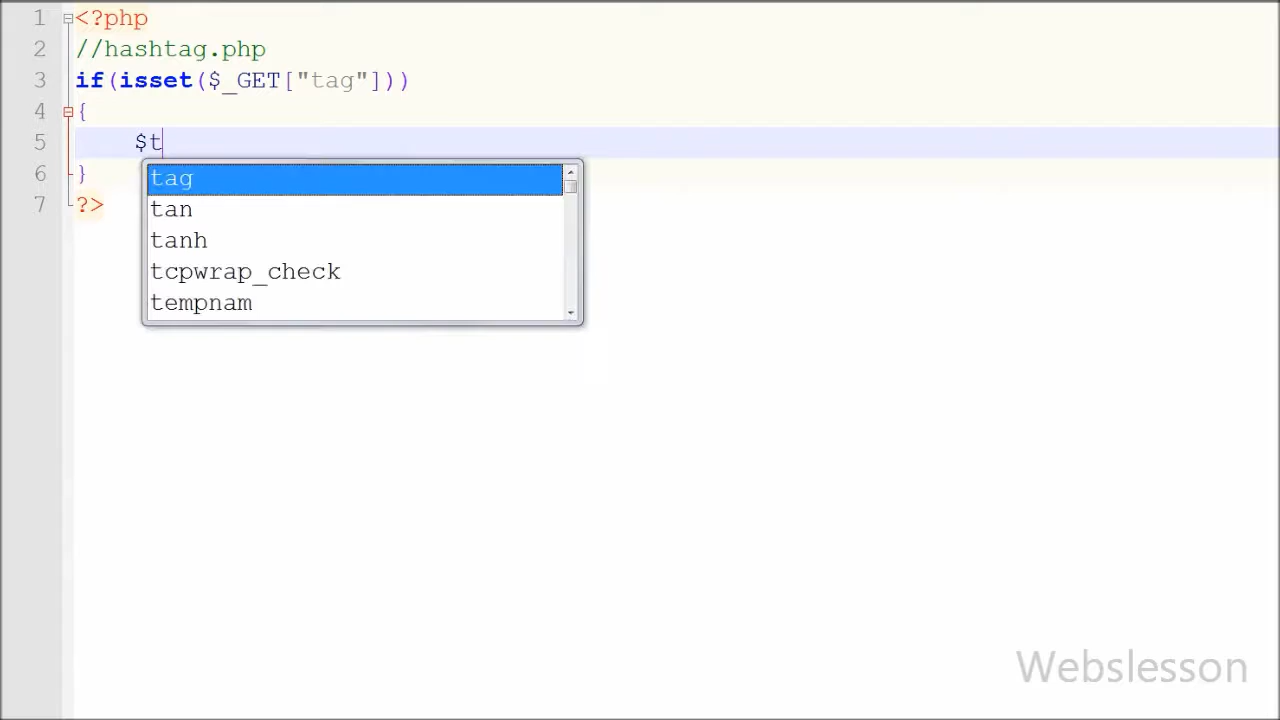 1 <?php
2 //hashtag.php
3 if(isset($_GET["tag"]))
4 {
5 $t
6 }
7 ?>
tag
tan
tanh
tcpwrap_check
tempnam
Webslesson